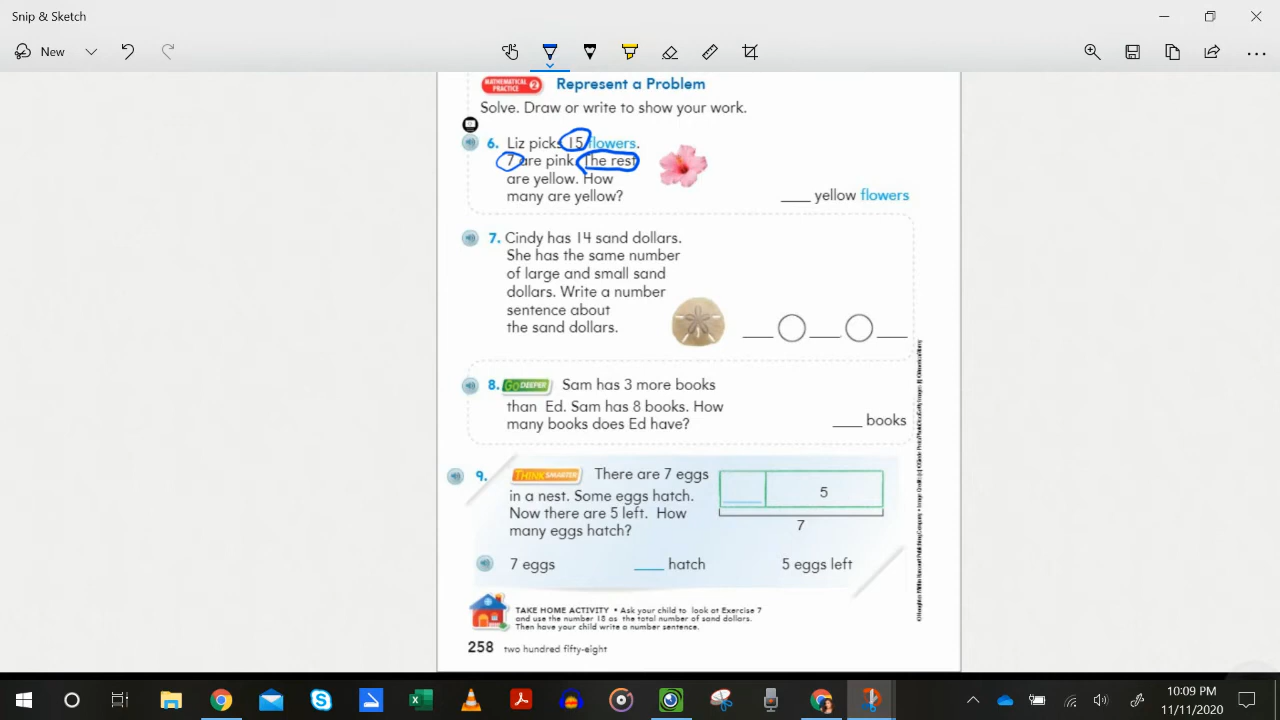 Snip & Sketch
New
MATHEMATICAL PRACTICE 2 Represent a Problem
Solve. Draw or write to show your work.
6. Liz picks 15 flowers.
7 are pink. The rest
are yellow. How
many are yellow?
____ yellow flowers
7. Cindy has 14 sand dollars.
She has the same number
of large and small sand
dollars. Write a number
sentence about
the sand dollars.
8. GO DEEPER Sam has 3 more books
than Ed. Sam has 8 books. How
many books does Ed have?
____ books
9. THINK SMARTER There are 7 eggs
in a nest. Some eggs hatch.
Now there are 5 left. How
many eggs hatch?
5
7
7 eggs ____ hatch 5 eggs left
TAKE HOME ACTIVITY • Ask your child to look at Exercise 7
and use the number 18 as the total number of sand dollars.
Then have your child write a number sentence.
258 two hundred fifty-eight
10:09 PM
11/11/2020